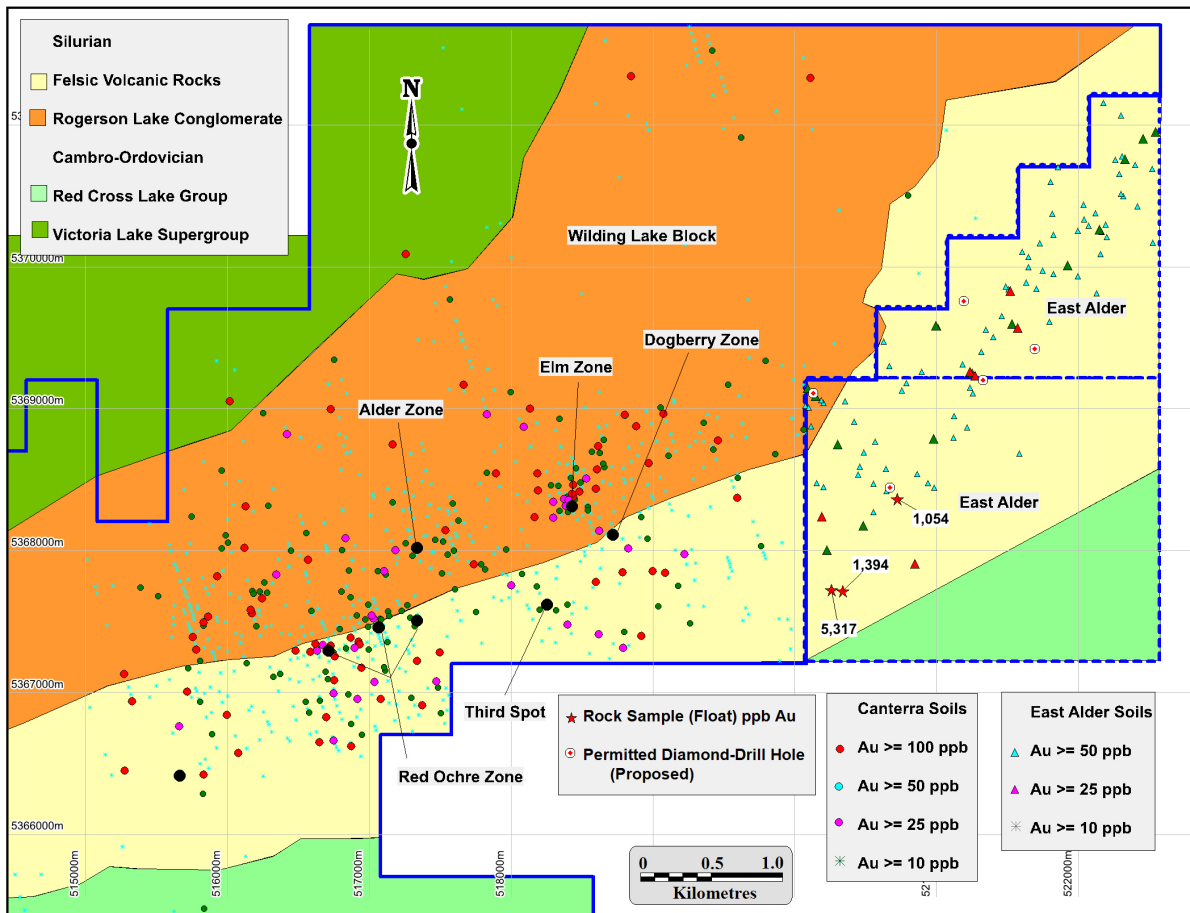 Silurian
Felsic Volcanic Rocks
Rogerson Lake Conglomerate
Cambro-Ordovician
Red Cross Lake Group
Victoria Lake Supergroup
N
Wilding Lake Block
5370000m
East Alder
Dogberry Zone
Elm Zone
5369000m
Alder Zone
East Alder
1,054
5368000m
1,394
5,317
5367000m
Third Spot
Red Ochre Zone
Rock Sample (Float) ppb Au
Permitted Diamond-Drill Hole
(Proposed)
Canterra Soils
Au >= 100 ppb
Au >= 50 ppb
Au >= 25 ppb
Au >= 10 ppb
East Alder Soils
Au >= 50 ppb
Au >= 25 ppb
Au >= 10 ppb
5366000m
0 0.5 1.0
Kilometres
515000m
516000m
517000m
518000m
522000m